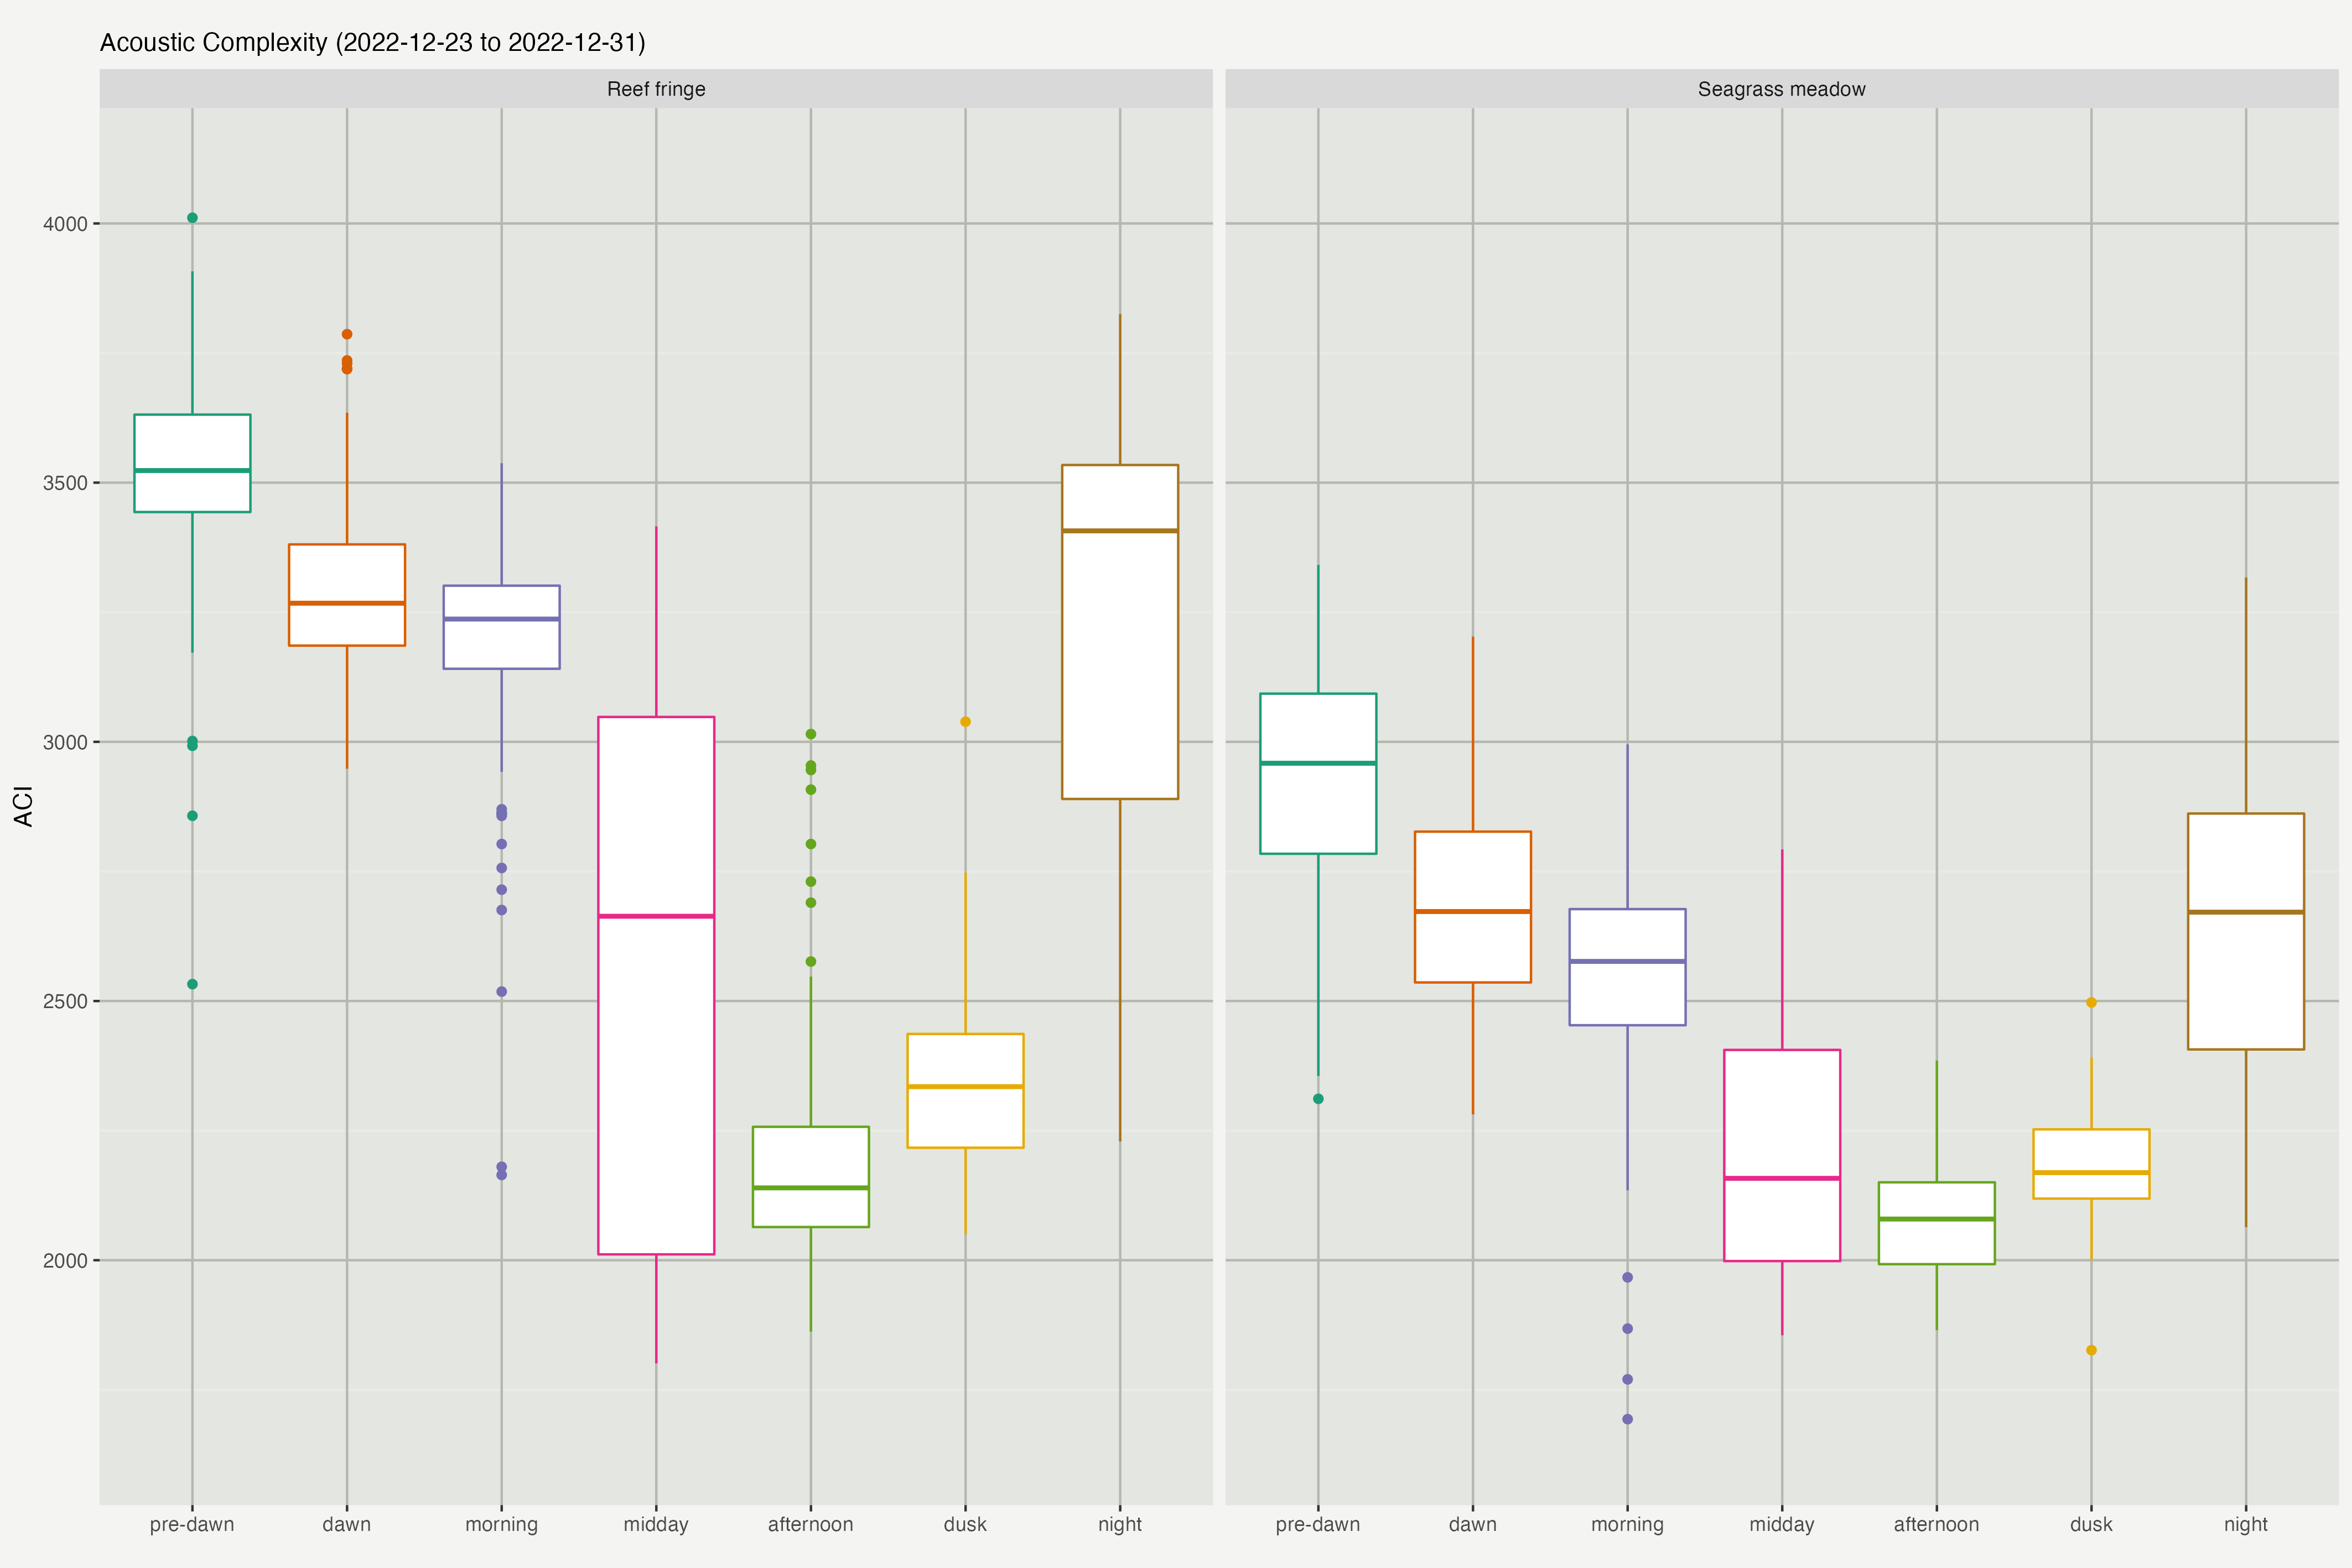 Acoustic Complexity (2022-12-23 to 2022-12-31)
Reef fringe
Seagrass meadow
4000
3500
3000
2500
2000
ACI
pre-dawn dawn morning midday afternoon dusk night
pre-dawn dawn morning midday afternoon dusk night